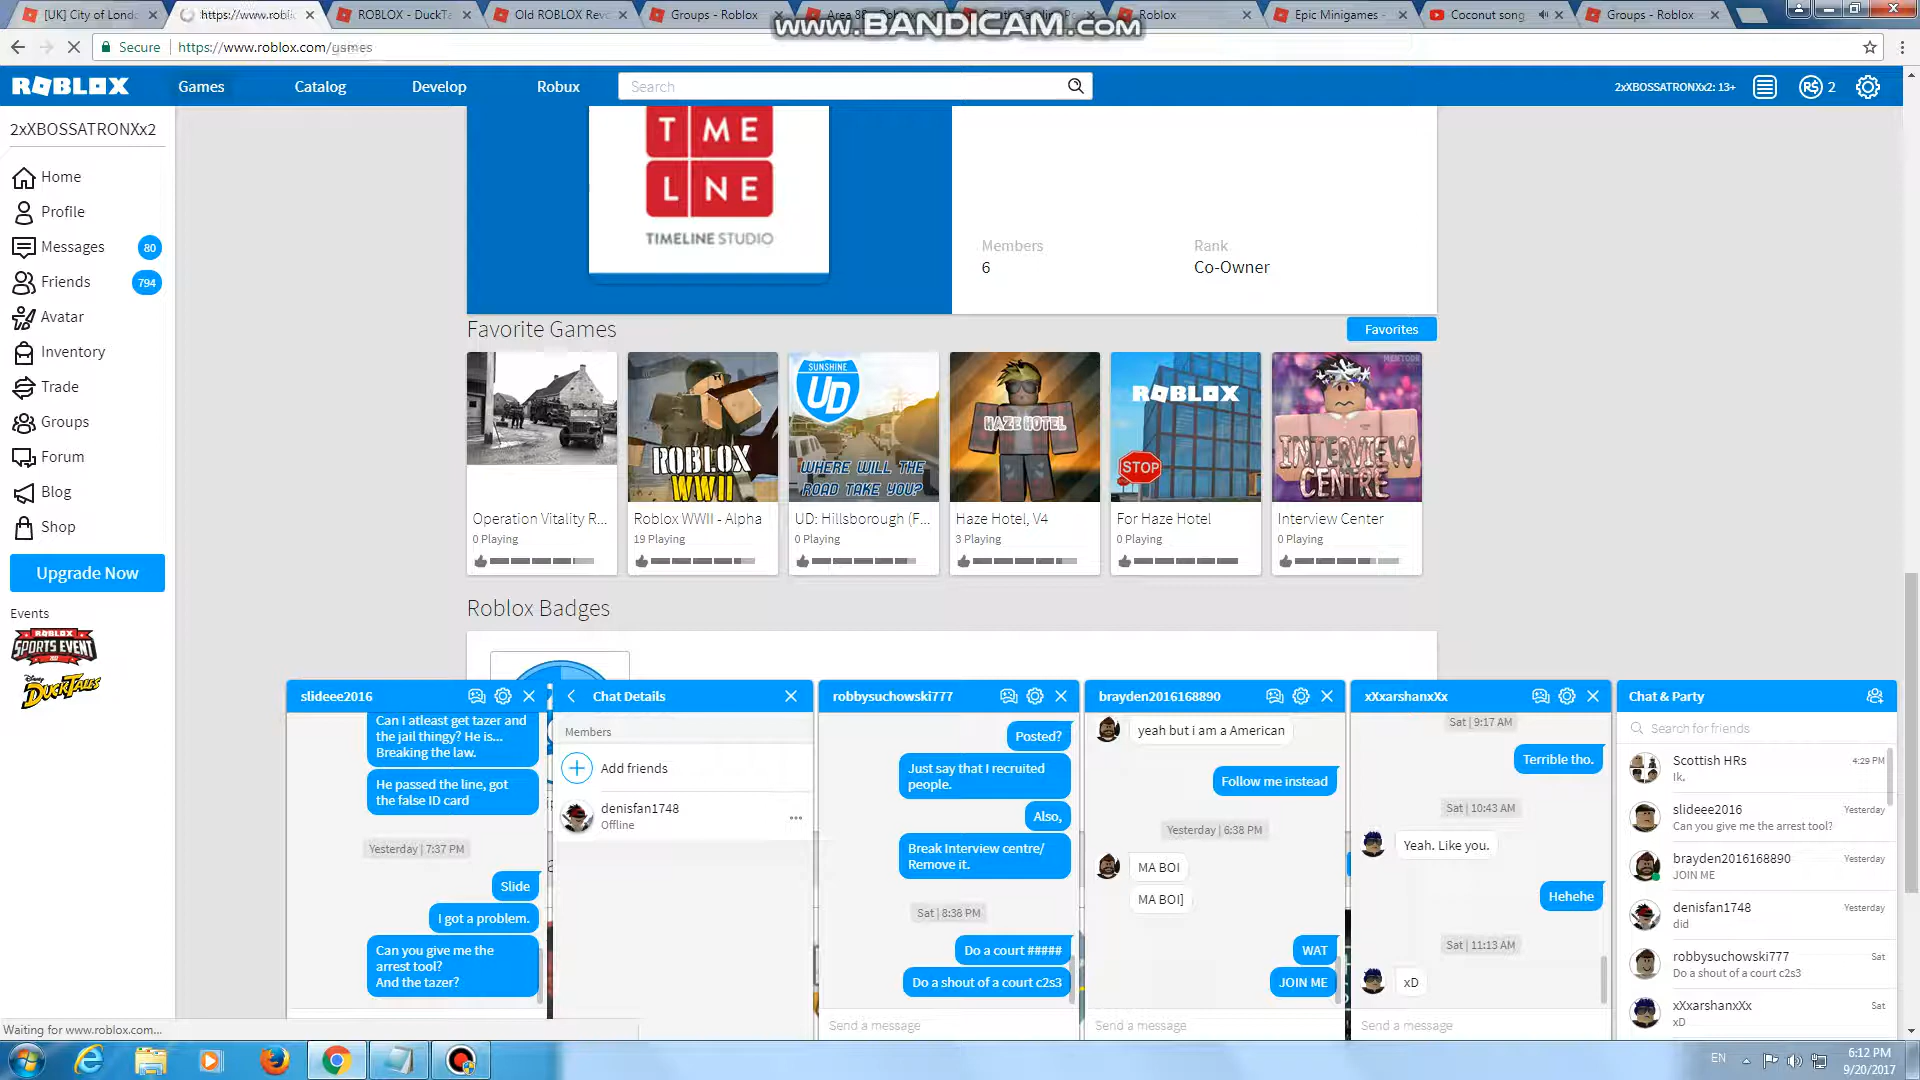 [UK] City of Lond
https://www.robl
ROBLOX - DuckTa
Old ROBLOX Rev
Groups - Roblox
Roblox
Epic Minigames -
Coconut song
Groups - Roblox
www.BANDICAM.com
Secure
https://www.roblox.com/games
ROBLOX
Games
Catalog
Develop
Robux
Search
2xXBOSSATRONXx2: 13+
R$ 2
2xXBOSSATRONXx2
Home
Profile
Messages 80
Friends 794
Avatar
Inventory
Trade
Groups
Forum
Blog
Shop
Upgrade Now
Events
ROBLOX
SPORTS EVENT
Disney
DUCKTALES
T ME
L NE
TIMELINE STUDIO
Members
6
Rank
Co-Owner
Favorite Games
Favorites
ROBLOX
WWII
SUNSHINE
UD
WHERE WILL THE
ROAD TAKE YOU?
HAZE HOTEL
ROBLOX
STOP
INTERVIEW
CENTRE
Operation Vitality R...
0 Playing
Roblox WWII - Alpha
19 Playing
UD: Hillsborough (F...
0 Playing
Haze Hotel, V4
3 Playing
For Haze Hotel
0 Playing
Interview Center
0 Playing
Roblox Badges
slideee2016
Can I atleast get tazer and
the jail thingy? He is...
Breaking the law.
He passed the line, got
the false ID card
Yesterday | 7:37 PM
Slide
I got a problem.
Can you give me the
arrest tool?
And the tazer?
Chat Details
Members
Add friends
denisfan1748
Offline
robbysuchowski777
Posted?
Just say that I recruited
people.
Also,
Break Interview centre/
Remove it.
Sat | 8:38 PM
Do a court #####
Do a shout of a court c2s3
Send a message
brayden2016168890
yeah but i am a American
Follow me instead
Yesterday | 6:38 PM
MA BOI
MA BOI]
WAT
JOIN ME
Send a message
xXxarshanxXx
Sat | 9:17 AM
Terrible tho.
Sat | 10:43 AM
Yeah. Like you.
Hehehe
Sat | 11:13 AM
xD
Send a message
Chat & Party
Search for friends
Scottish HRs 4:29 PM
Ik.
slideee2016 Yesterday
Can you give me the arrest tool?
brayden2016168890 Yesterday
JOIN ME
denisfan1748 Yesterday
did
robbysuchowski777 Sat
Do a shout of a court c2s3
xXxarshanxXx Sat
xD
Waiting for www.roblox.com...
EN
6:12 PM
9/20/2017